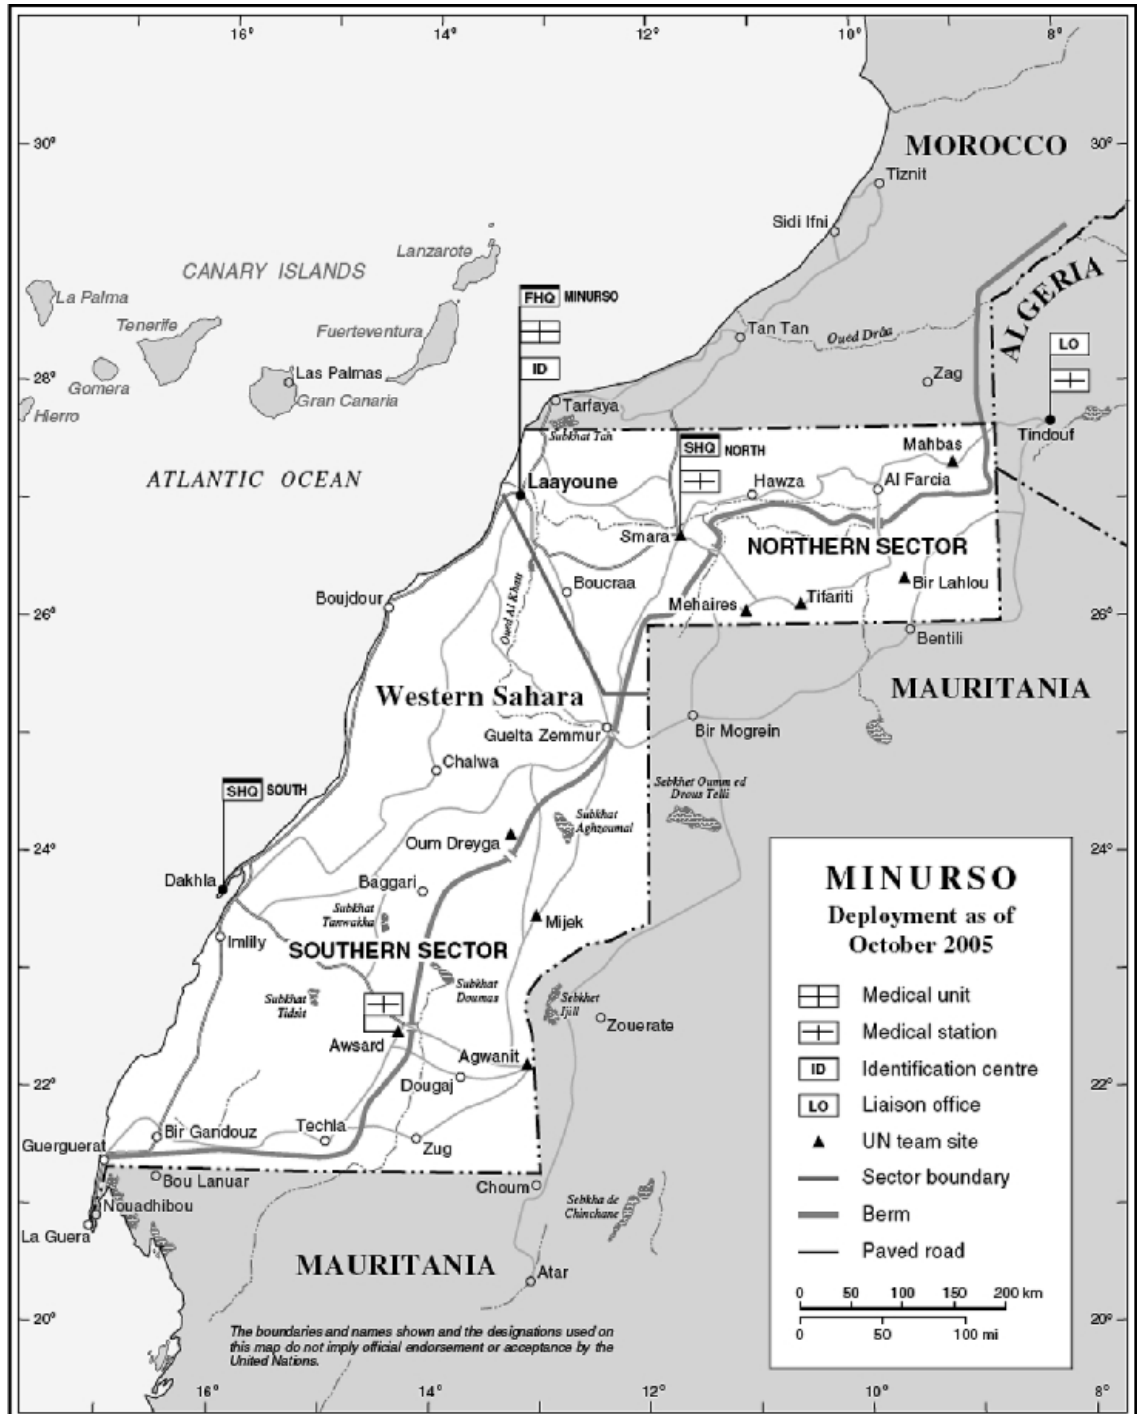 16°
14°
12°
10°
8°
30°
MOROCCO
30°
Tiznit
Sidi Ifni
Lanzarote
CANARY ISLANDS
ALGERIA
La Palma
FHQ MINURSO
Tenerife
Fuerteventura
Tan Tan
Oued Drâa
LO
ID
28°
Las Palmas
Zag
Gomera
Gran Canaria
Hierro
Tarfaya
Tindouf
Subkhat Tah
SHQ NORTH
Mahbas
ATLANTIC OCEAN
Laayoune
Hawza
Al Farcia
Smara
NORTHERN SECTOR
Boucraa
Bir Lahlou
Boujdour
Oued Al Khatt
Mehaires
Tifariti
26°
26°
Bentili
Western Sahara
MAURITANIA
Guelta Zemmur
Bir Mogrein
Chalwa
SHQ SOUTH
Sebkhet Oumm ed
Drous Telli
Subkhat
Aghzoumal
24°
Oum Dreyga
24°
Dakhla
Baggari
Subkhat
Tanwakka
Mijek
Imlily
SOUTHERN SECTOR
Subkhat
Doumas
Subkhat
Tidsit
Sebkhet
Ijill
Zouerate
Awsard
Agwanit
22°
Dougaj
22°
Techla
Bir Gandouz
Guerguerat
Zug
Bou Lanuar
Choum
Nouadhibou
Sebkha de
Chinchane
La Guera
MAURITANIA
Atar
20°
20°
The boundaries and names shown and the designations used on
this map do not imply official endorsement or acceptance by the
United Nations.
16°
14°
12°
10°
8°
MINURSO
Deployment as of
October 2005
Medical unit
Medical station
ID Identification centre
LO Liaison office
UN team site
Sector boundary
Berm
Paved road
0 50 100 150 200 km
0 50 100 mi